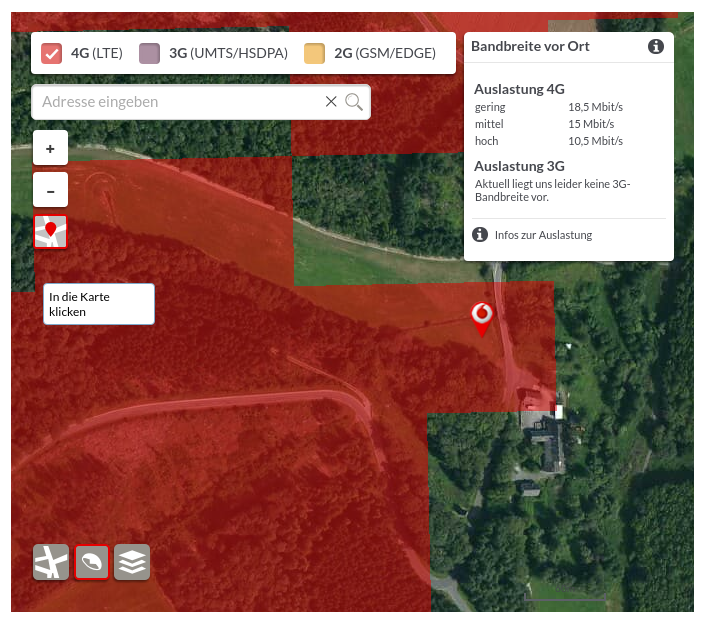 4G (LTE) 3G (UMTS/HSDPA) 2G (GSM/EDGE)
Adresse eingeben
+
-
In die Karte
klicken
Bandbreite vor Ort
Auslastung 4G
gering 18,5 Mbit/s
mittel 15 Mbit/s
hoch 10,5 Mbit/s
Auslastung 3G
Aktuell liegt uns leider keine 3G-
Bandbreite vor.
Infos zur Auslastung